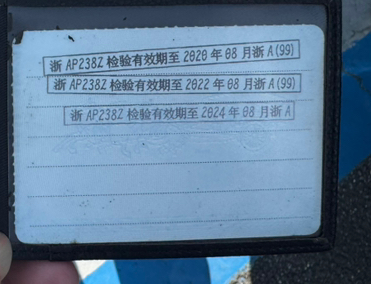 浙 AP238Z 检验有效期至 2020 年 08 月浙 A(99)
浙 AP238Z 检验有效期至 2022 年 08 月浙 A(99)
浙 AP238Z 检验有效期至 2024 年 08 月浙 A